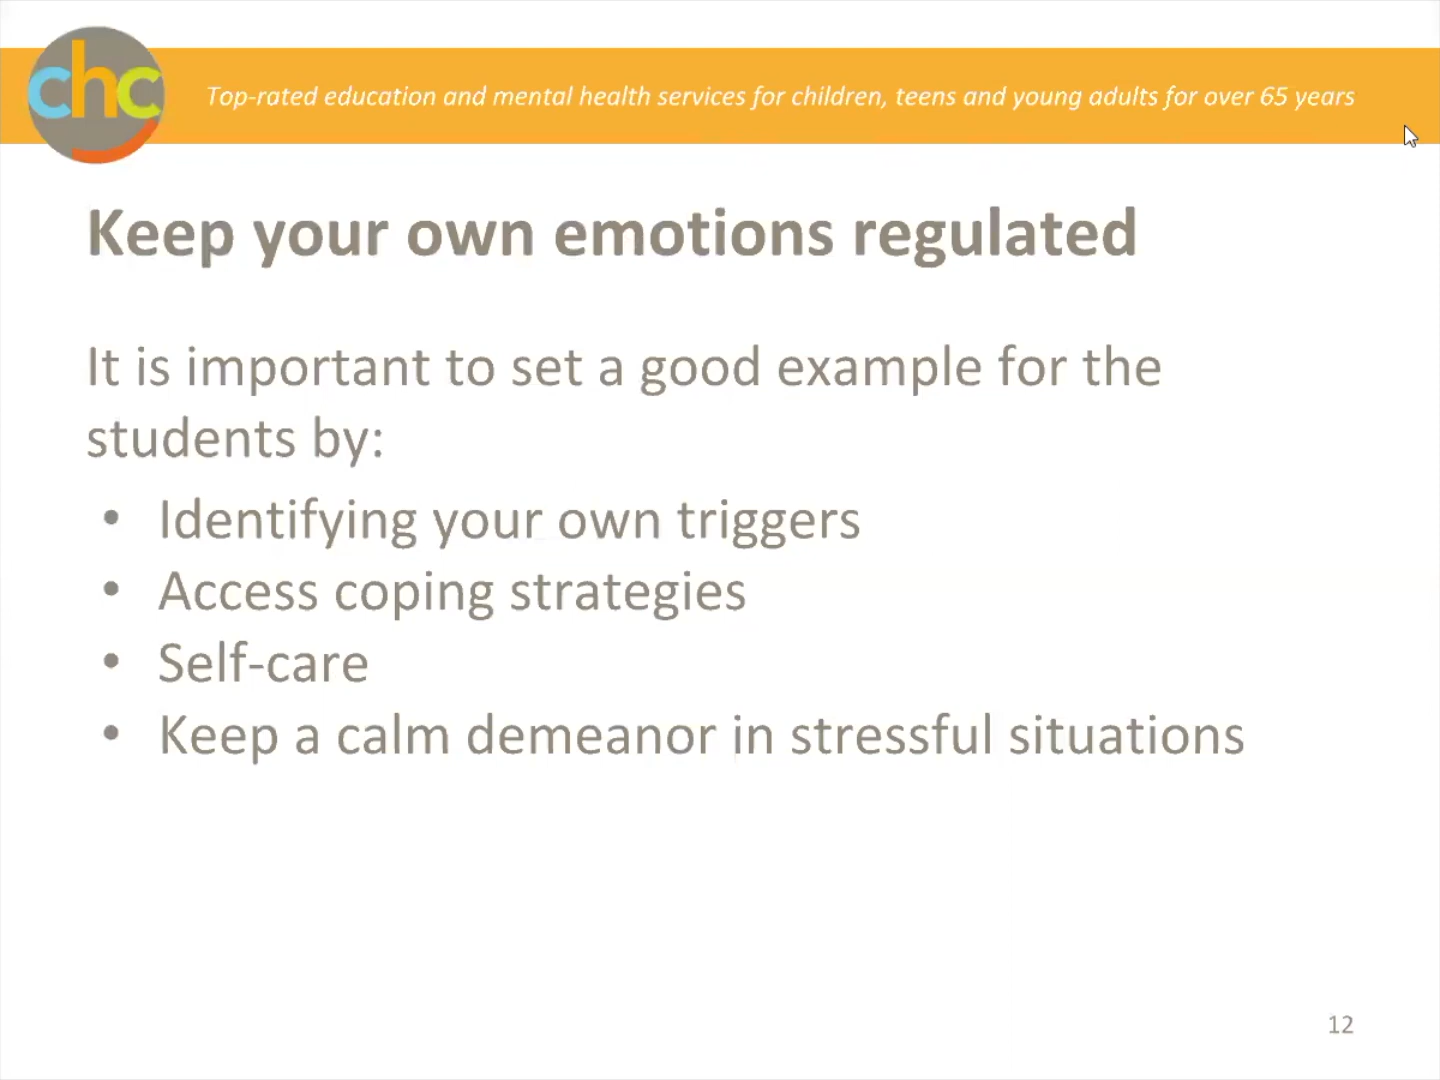 chc
Top-rated education and mental health services for children, teens and young adults for over 65 years
Keep your own emotions regulated
It is important to set a good example for the
students by:
• Identifying your own triggers
• Access coping strategies
• Self-care
• Keep a calm demeanor in stressful situations
12